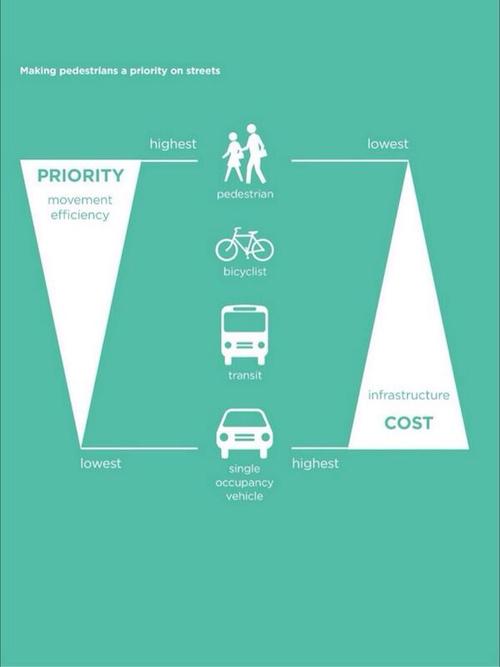 Making pedestrians a priority on streets
highest
lowest
PRIORITY
movement
efficiency
pedestrian
bicyclist
transit
infrastructure
COST
lowest
single
occupancy
vehicle
highest